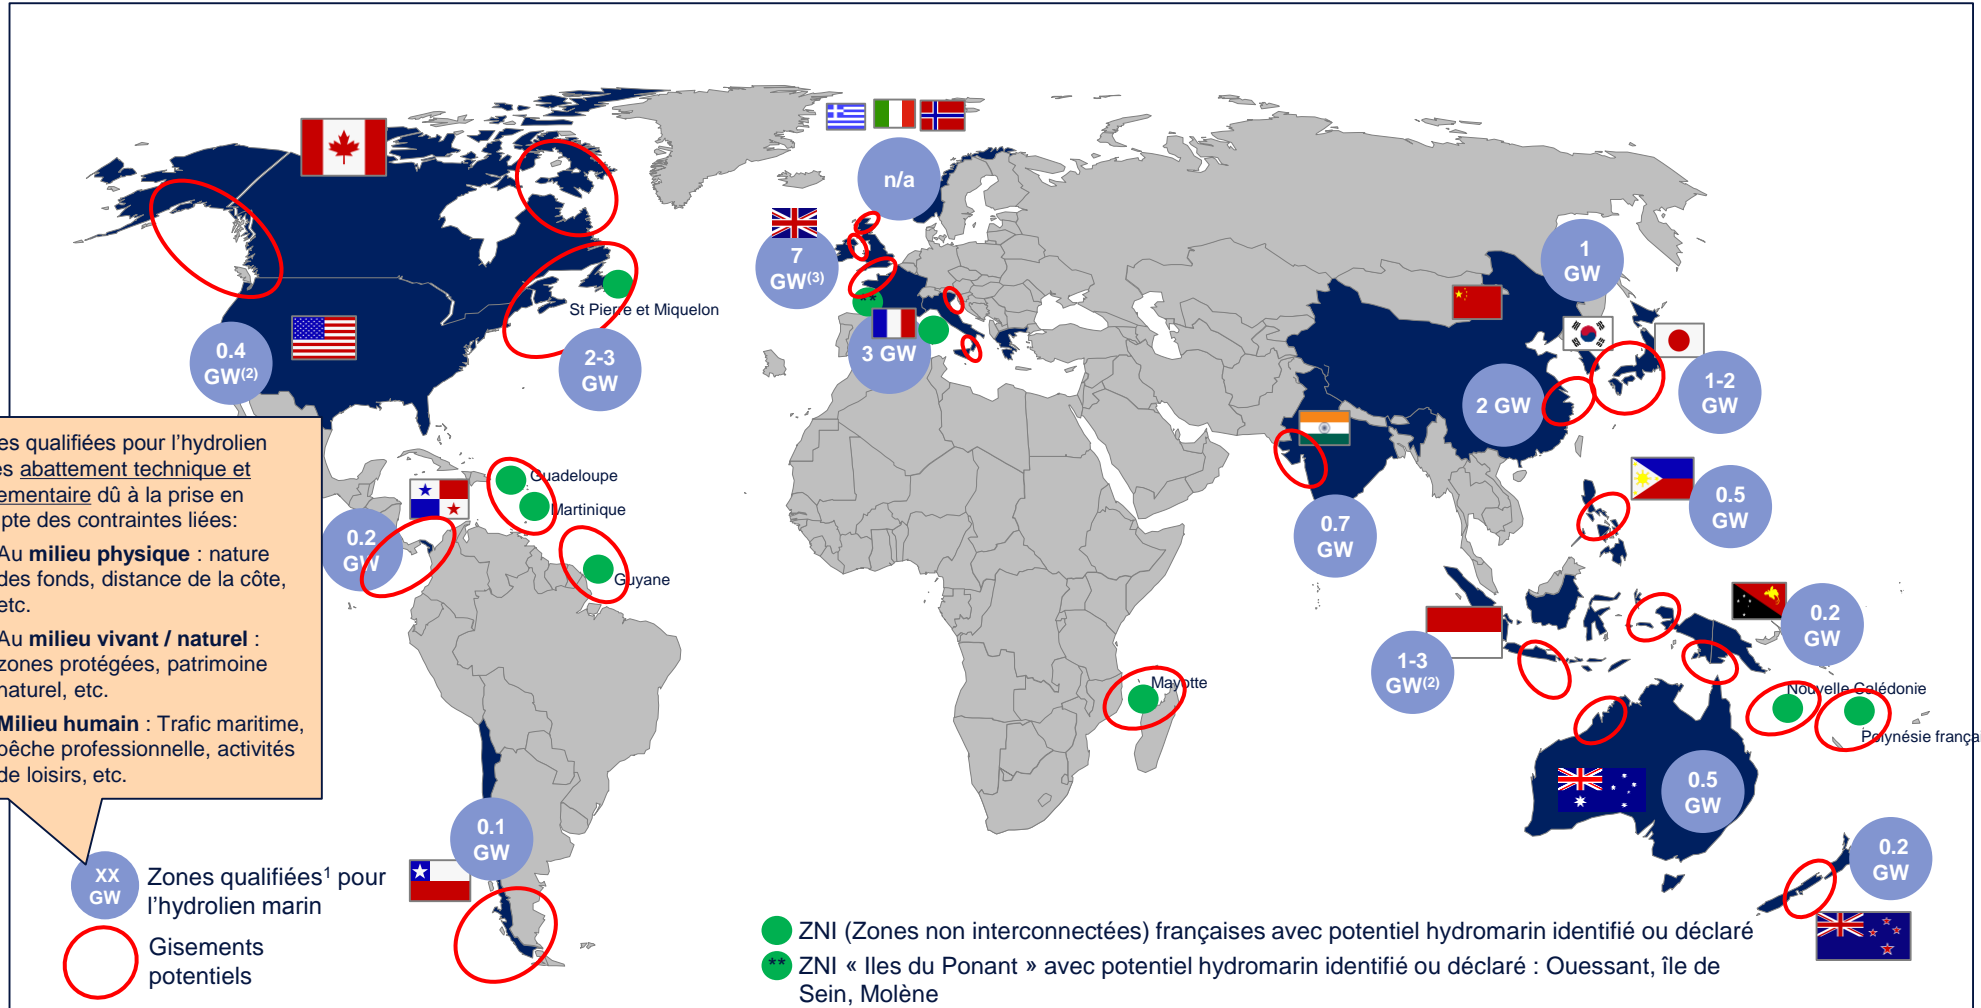 n/a
7
GW(3)
1
GW
**
St Pierre et Miquelon
0.4
GW(2)
2-3
GW
3 GW
2 GW
1-2
GW
es qualifiées pour l'hydrolien
es abattement technique et
ementaire dû à la prise en
pte des contraintes liées:
Au milieu physique : nature
des fonds, distance de la côte,
etc.
Au milieu vivant / naturel :
zones protégées, patrimoine
naturel, etc.
Milieu humain : Trafic maritime,
pêche professionnelle, activités
de loisirs, etc.
Guadeloupe
Martinique
0.2
GW
Guyane
0.7
GW
0.5
GW
0.2
GW
1-3
GW(2)
Mayotte
Nouvelle Calédonie
Polynésie françai
0.5
GW
0.1
GW
0.2
GW
XX
GW
Zones qualifiées1 pour
l'hydrolien marin
Gisements
potentiels
ZNI (Zones non interconnectées) françaises avec potentiel hydromarin identifié ou déclaré
** ZNI « Iles du Ponant » avec potentiel hydromarin identifié ou déclaré : Ouessant, île de
Sein, Molène